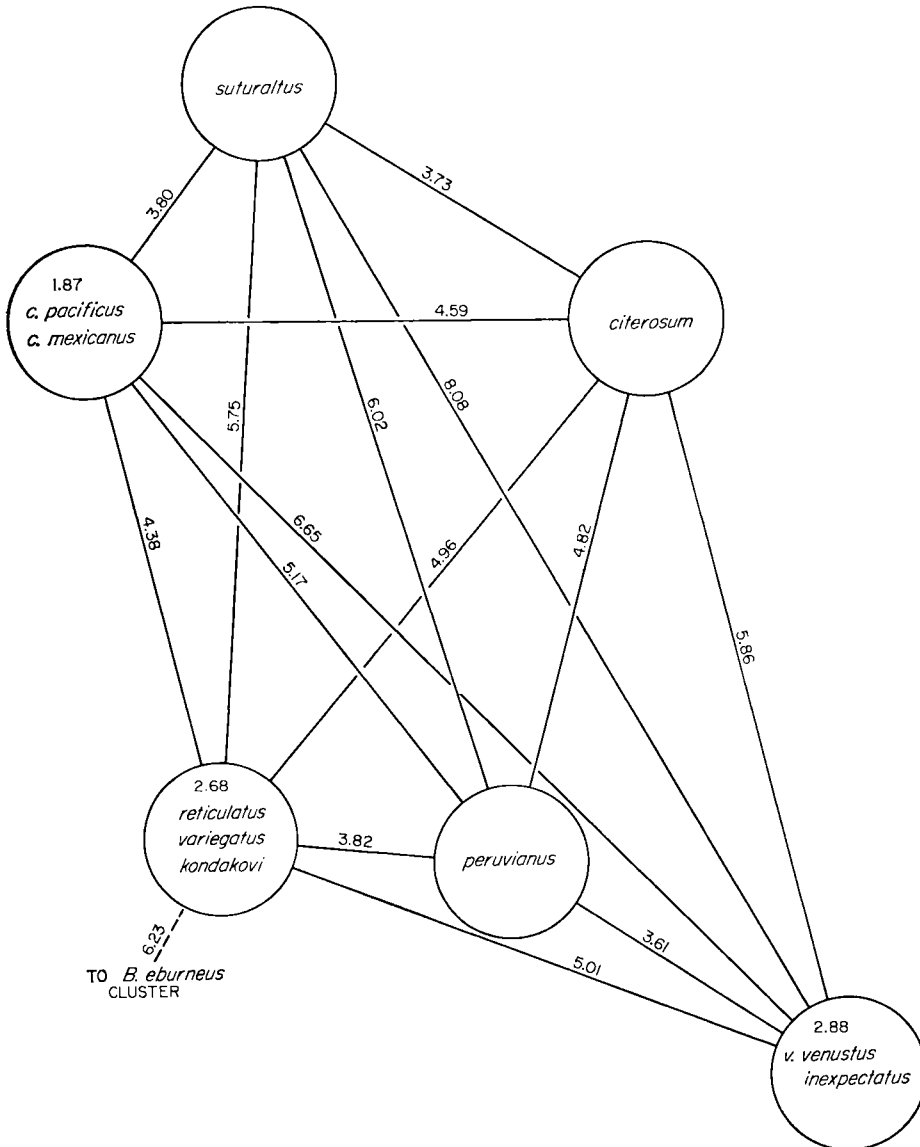 suturaltus
3.73
3.80
1.87
c. pacificus
c. mexicanus
4.59
citerosum
5.75
6.02
8.08
4.38
5.17
6.65
4.96
4.82
5.86
2.68
reticulatus
variegatus
kondakovi
3.82
peruvianus
6.23
TO B. eburneus
CLUSTER
5.01
3.61
2.88
v. venustus
inexpectatus